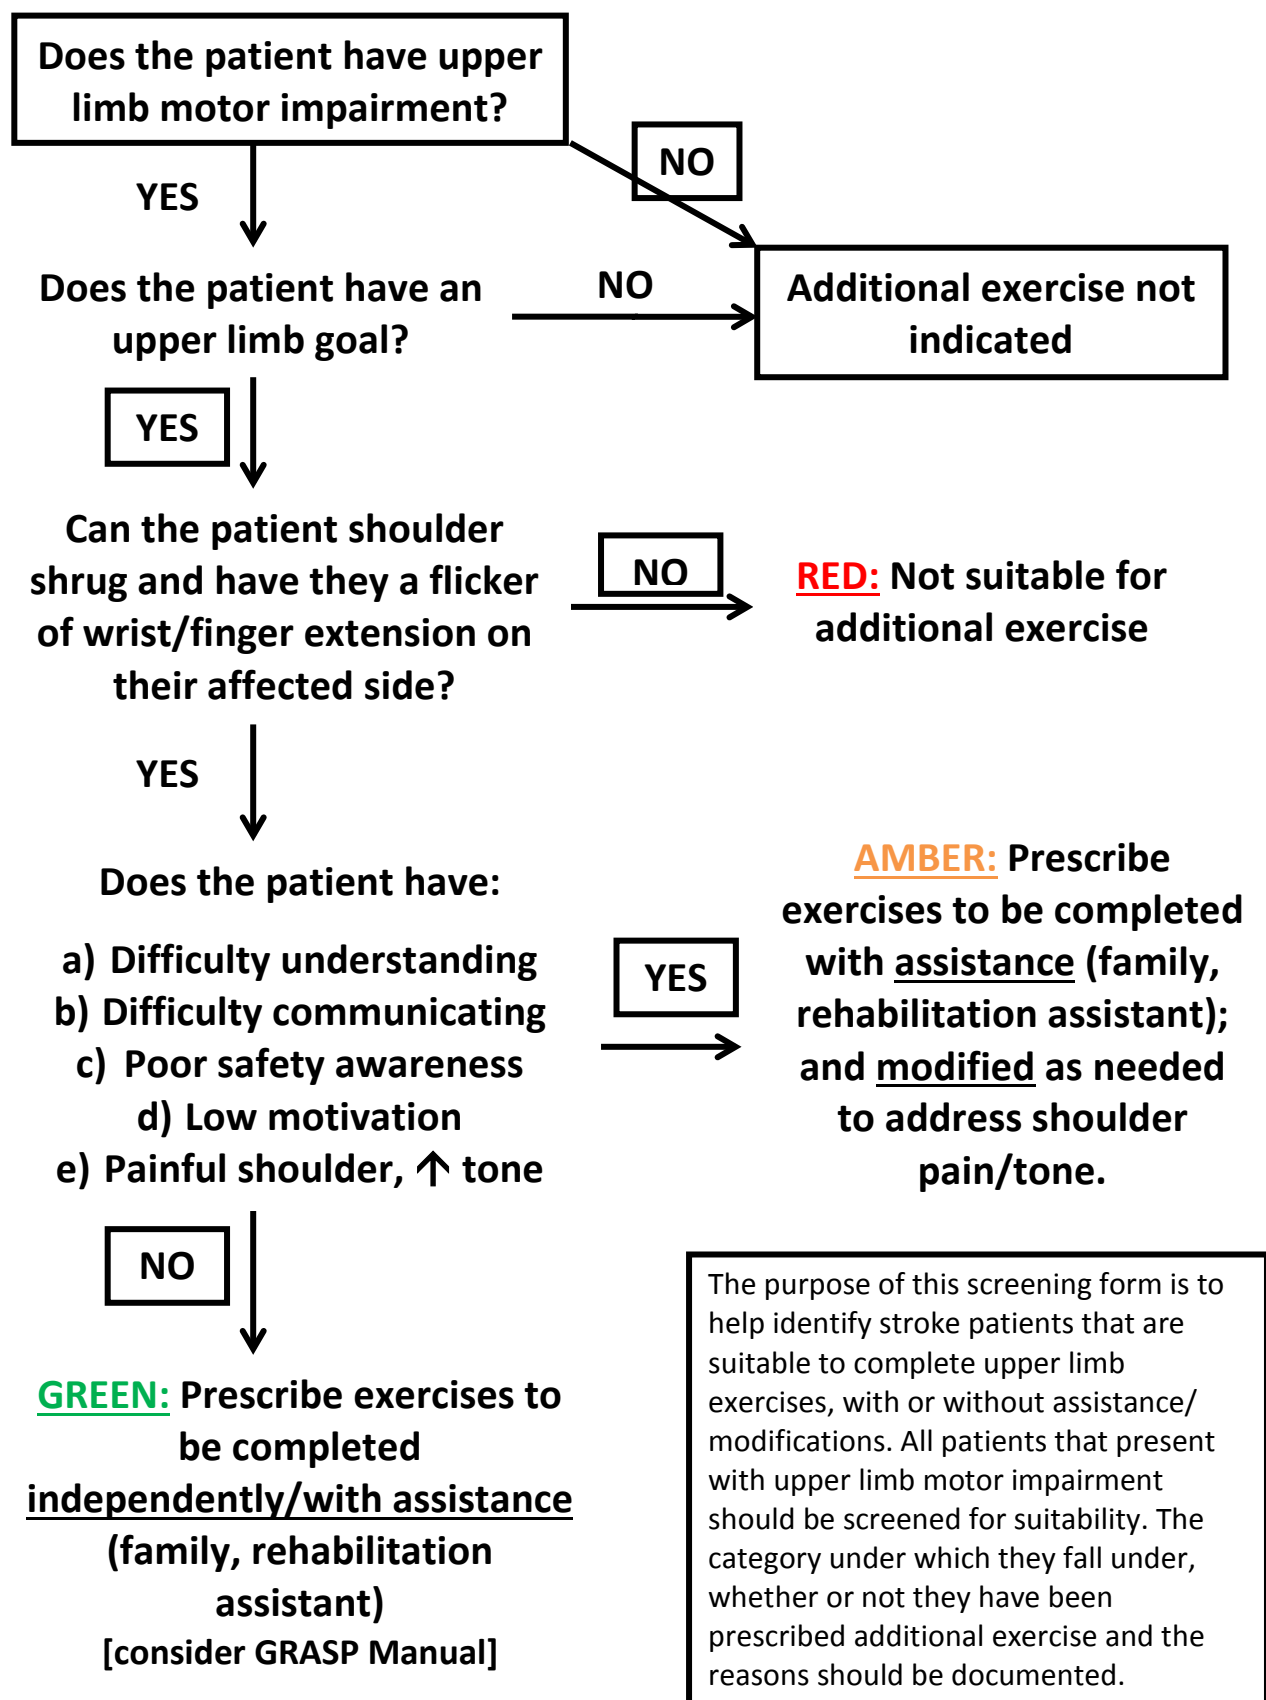 Does the patient have upper
limb motor impairment?
NO
YES
Does the patient have an
upper limb goal?
NO
Additional exercise not
indicated
YES
Can the patient shoulder
shrug and have they a flicker
of wrist/finger extension on
their affected side?
NO
RED: Not suitable for
additional exercise
YES
Does the patient have:
a) Difficulty understanding
b) Difficulty communicating
c) Poor safety awareness
d) Low motivation
e) Painful shoulder, ↑ tone
YES
AMBER: Prescribe
exercises to be completed
with assistance (family,
rehabilitation assistant);
and modified as needed
to address shoulder
pain/tone.
NO
GREEN: Prescribe exercises to
be completed
independently/with assistance
(family, rehabilitation
assistant)
[consider GRASP Manual]
The purpose of this screening form is to
help identify stroke patients that are
suitable to complete upper limb
exercises, with or without assistance/
modifications. All patients that present
with upper limb motor impairment
should be screened for suitability. The
category under which they fall under,
whether or not they have been
prescribed additional exercise and the
reasons should be documented.